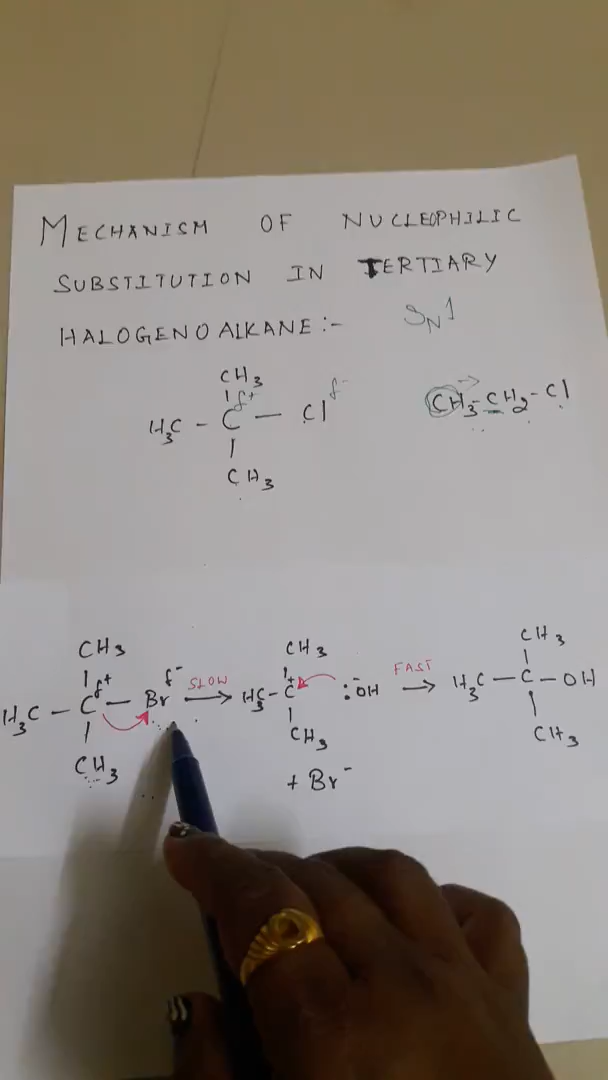 MECHANISM OF NUCLEOPHILIC
SUBSTITUTION IN TERTIARY
HALOGENOALKANE:- SN1
CH3
δ+ δ-
H3C - C - Cl CH3-CH2-Cl
CH3
CH3 CH3 CH3
δ+ δ-
H3C - C - Br SLOW → H3C - C+ :ŌH FAST → H3C - C - OH
CH3 CH3 CH3
+ Br-